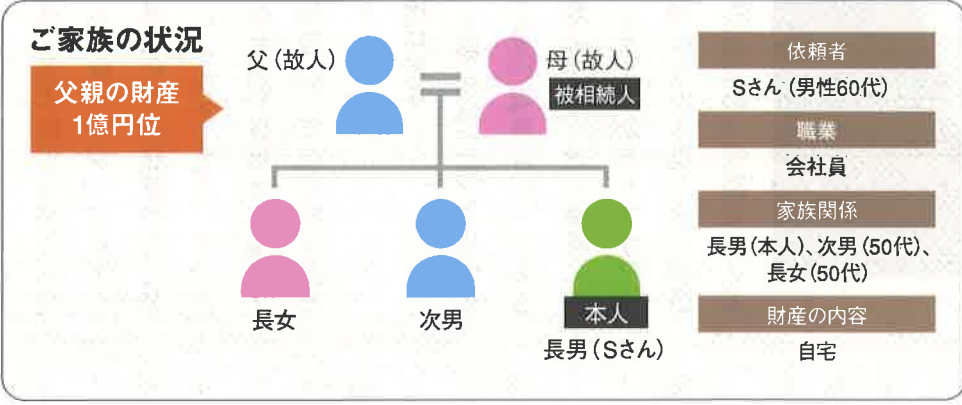 ご家族の状況
父親の財産
1億円位
父（故人）
母（故人）
被相続人
長女
次男
本人
長男（Sさん）
依頼者
Sさん（男性60代）
職業
会社員
家族関係
長男（本人）、次男（50代）、
長女（50代）
財産の内容
自宅